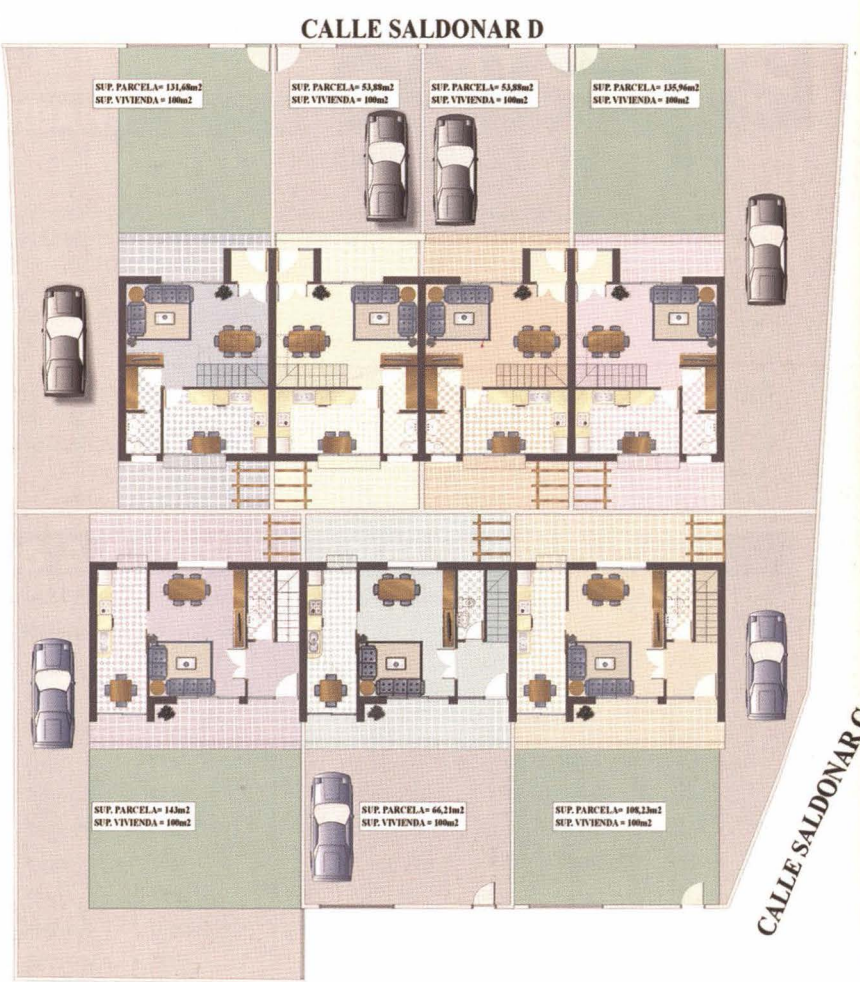 CALLE SALDONAR D
SUP. PARCELA= 131,68m2
SUP. VIVIENDA = 100m2
SUP. PARCELA= 53,88m2
SUP. VIVIENDA = 100m2
SUP. PARCELA= 53,88m2
SUP. VIVIENDA = 100m2
SUP. PARCELA= 135,96m2
SUP. VIVIENDA = 100m2
SUP. PARCELA= 143m2
SUP. VIVIENDA = 100m2
SUP. PARCELA= 66,21m2
SUP. VIVIENDA = 100m2
SUP. PARCELA= 108,23m2
SUP. VIVIENDA = 100m2
CALLE SALDONAR C